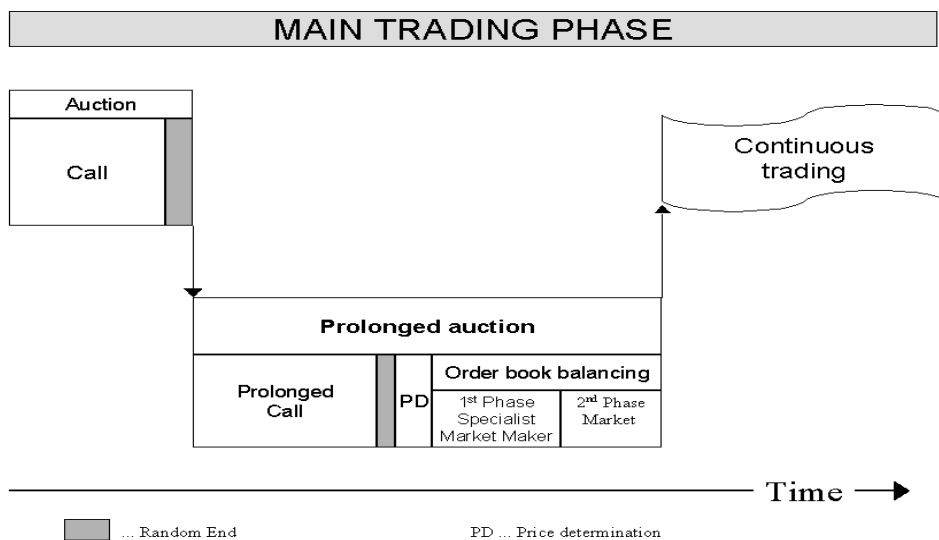 MAIN TRADING PHASE
Auction
Call
Continuous
trading
Prolonged auction
Prolonged
Call
PD
Order book balancing
1st Phase
Specialist
Market Maker
2nd Phase
Market
Time
... Random End
PD ... Price determination